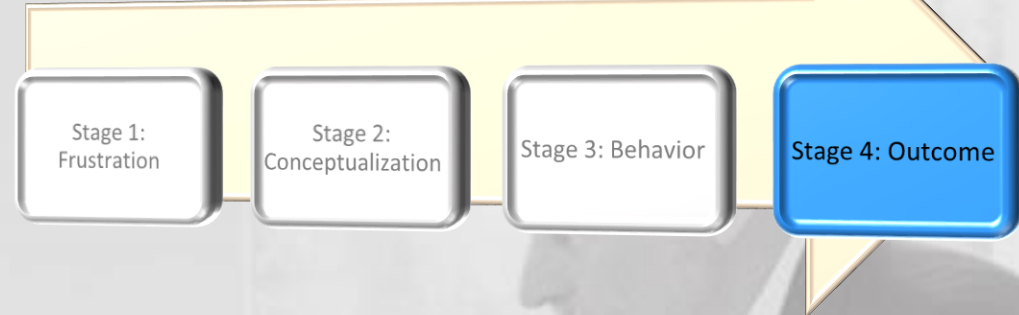 Stage 1:
Frustration
Stage 2:
Conceptualization
Stage 3: Behavior
Stage 4: Outcome